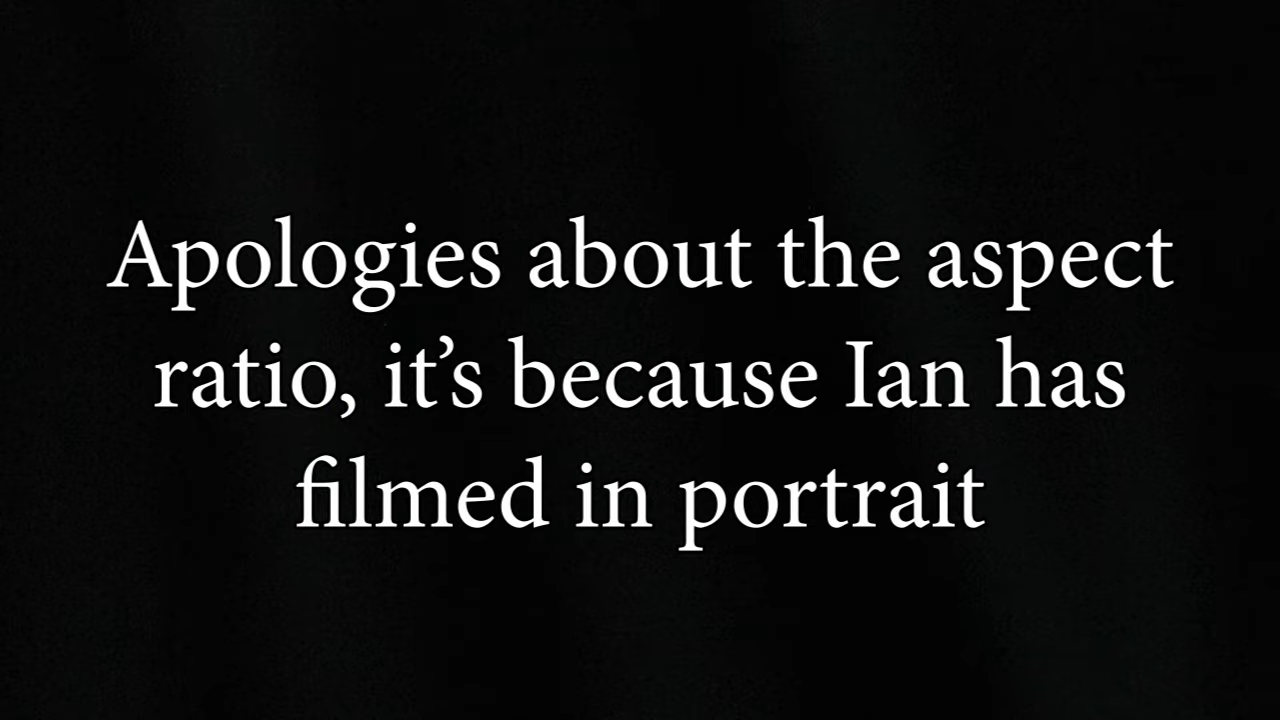 Apologies about the aspect
ratio, it’s because Ian has
filmed in portrait